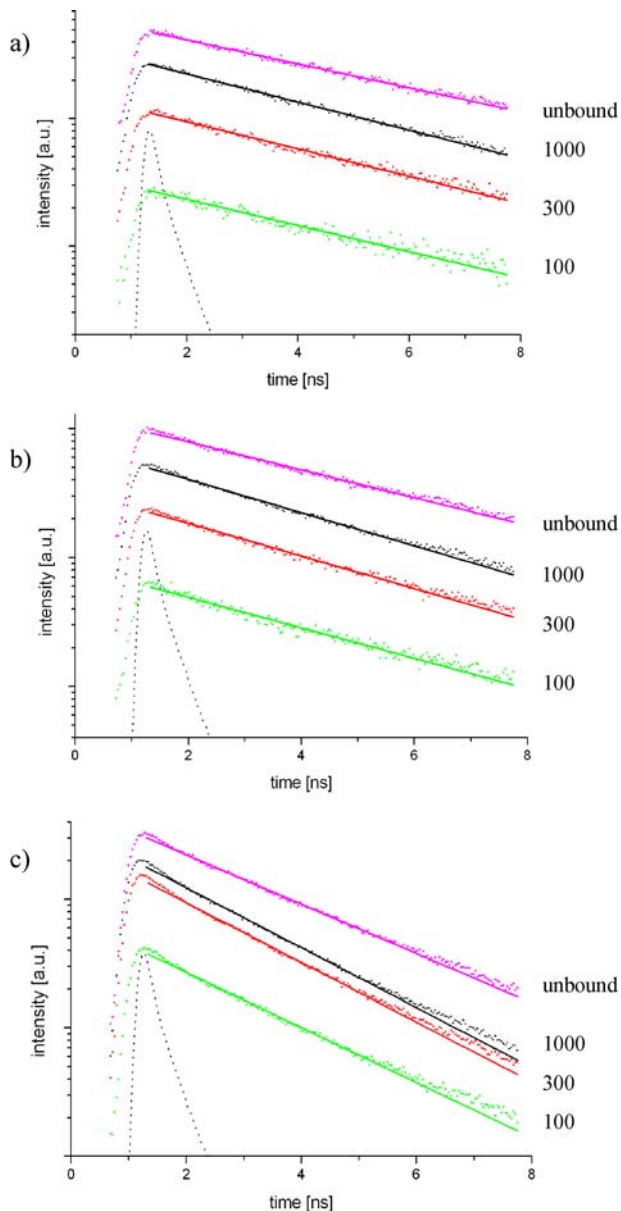 a)
intensity [a.u.]
unbound
1000
300
100
0 2 4 6 8
time [ns]
b)
intensity [a.u.]
unbound
1000
300
100
0 2 4 6 8
time [ns]
c)
intensity [a.u.]
unbound
1000
300
100
0 2 4 6 8
time [ns]